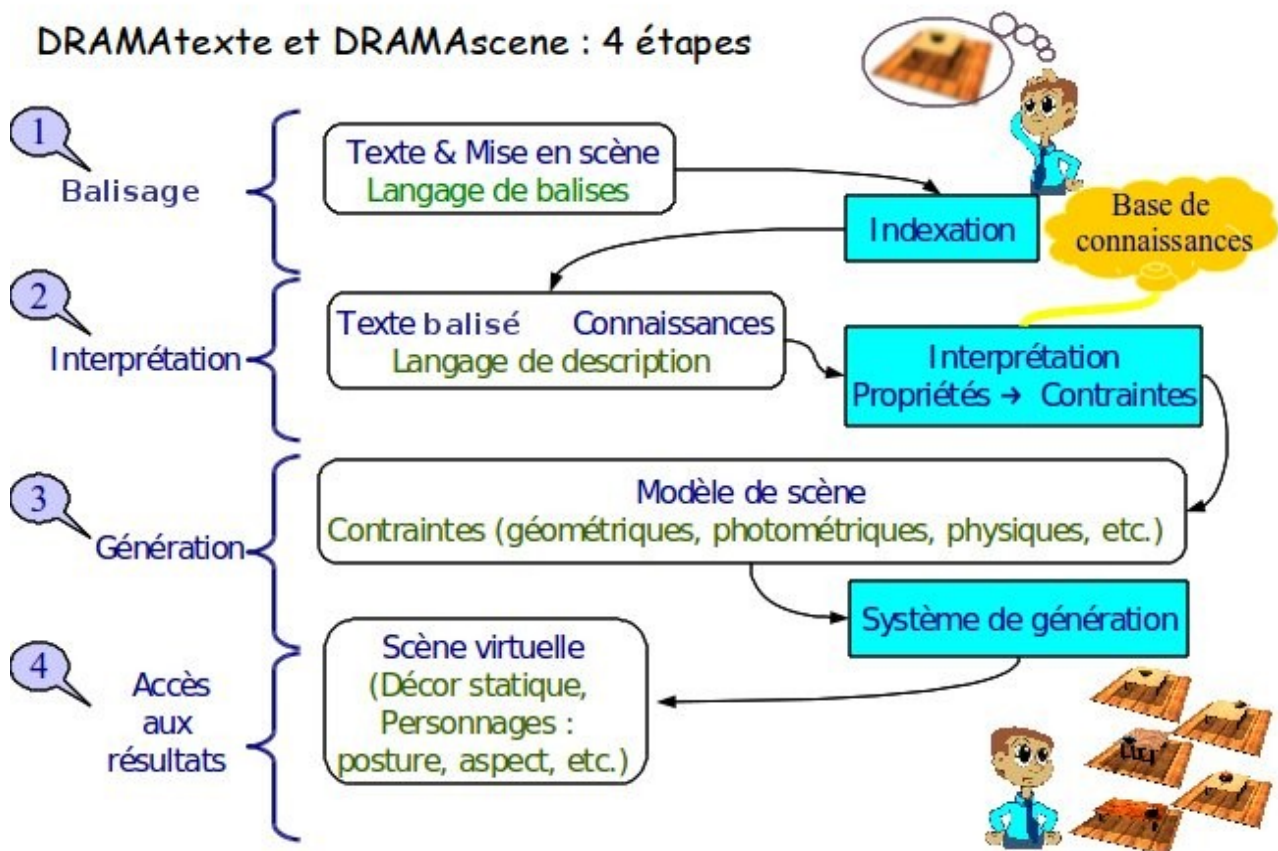 DRAMAtexte et DRAMAscene : 4 étapes
1
Balisage
Texte & Mise en scène
Langage de balises
Indexation
Base de
connaissances
2
Interprétation
Texte balisé Connaissances
Langage de description
Interprétation
Propriétés → Contraintes
3
Génération
Modèle de scène
Contraintes (géométriques, photométriques, physiques, etc.)
Système de génération
4
Accès
aux
résultats
Scène virtuelle
(Décor statique,
Personnages :
posture, aspect, etc.)